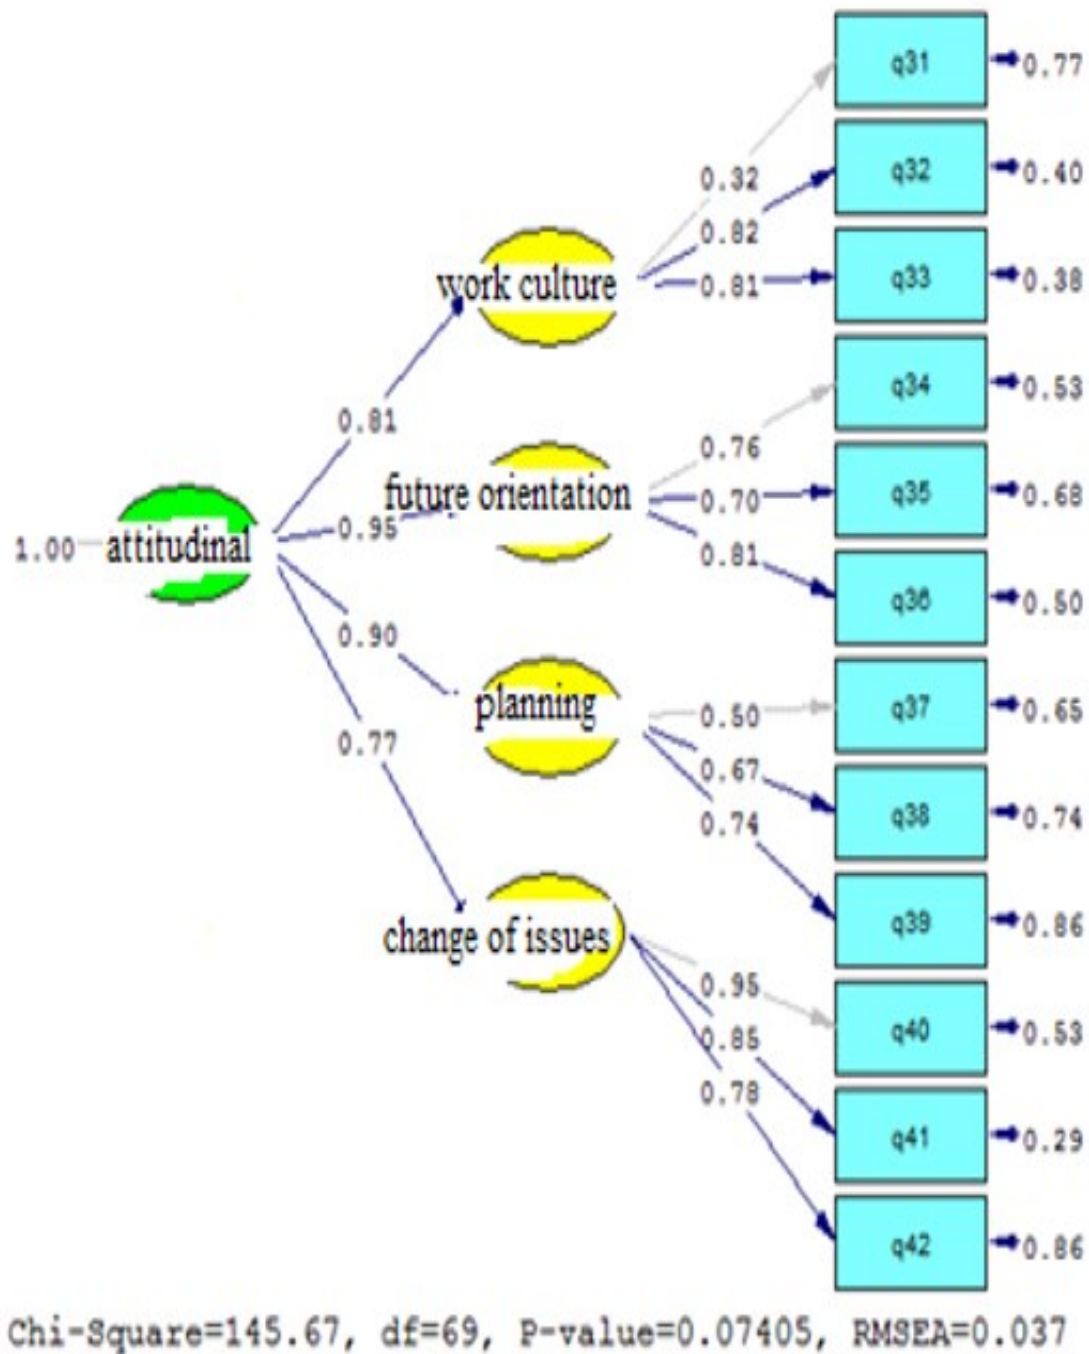 q31
0.77
0.32
q32
0.40
0.82
work culture
0.81
q33
0.38
q34
0.53
0.81
0.76
future orientation
0.70
q35
0.68
0.95
0.81
1.00
attitudinal
q36
0.50
0.90
planning
0.50
q37
0.65
0.77
0.67
q38
0.74
0.74
q39
0.86
change of issues
0.95
q40
0.53
0.85
q41
0.29
0.78
q42
0.86
Chi-Square=145.67, df=69, P-value=0.07405, RMSEA=0.037